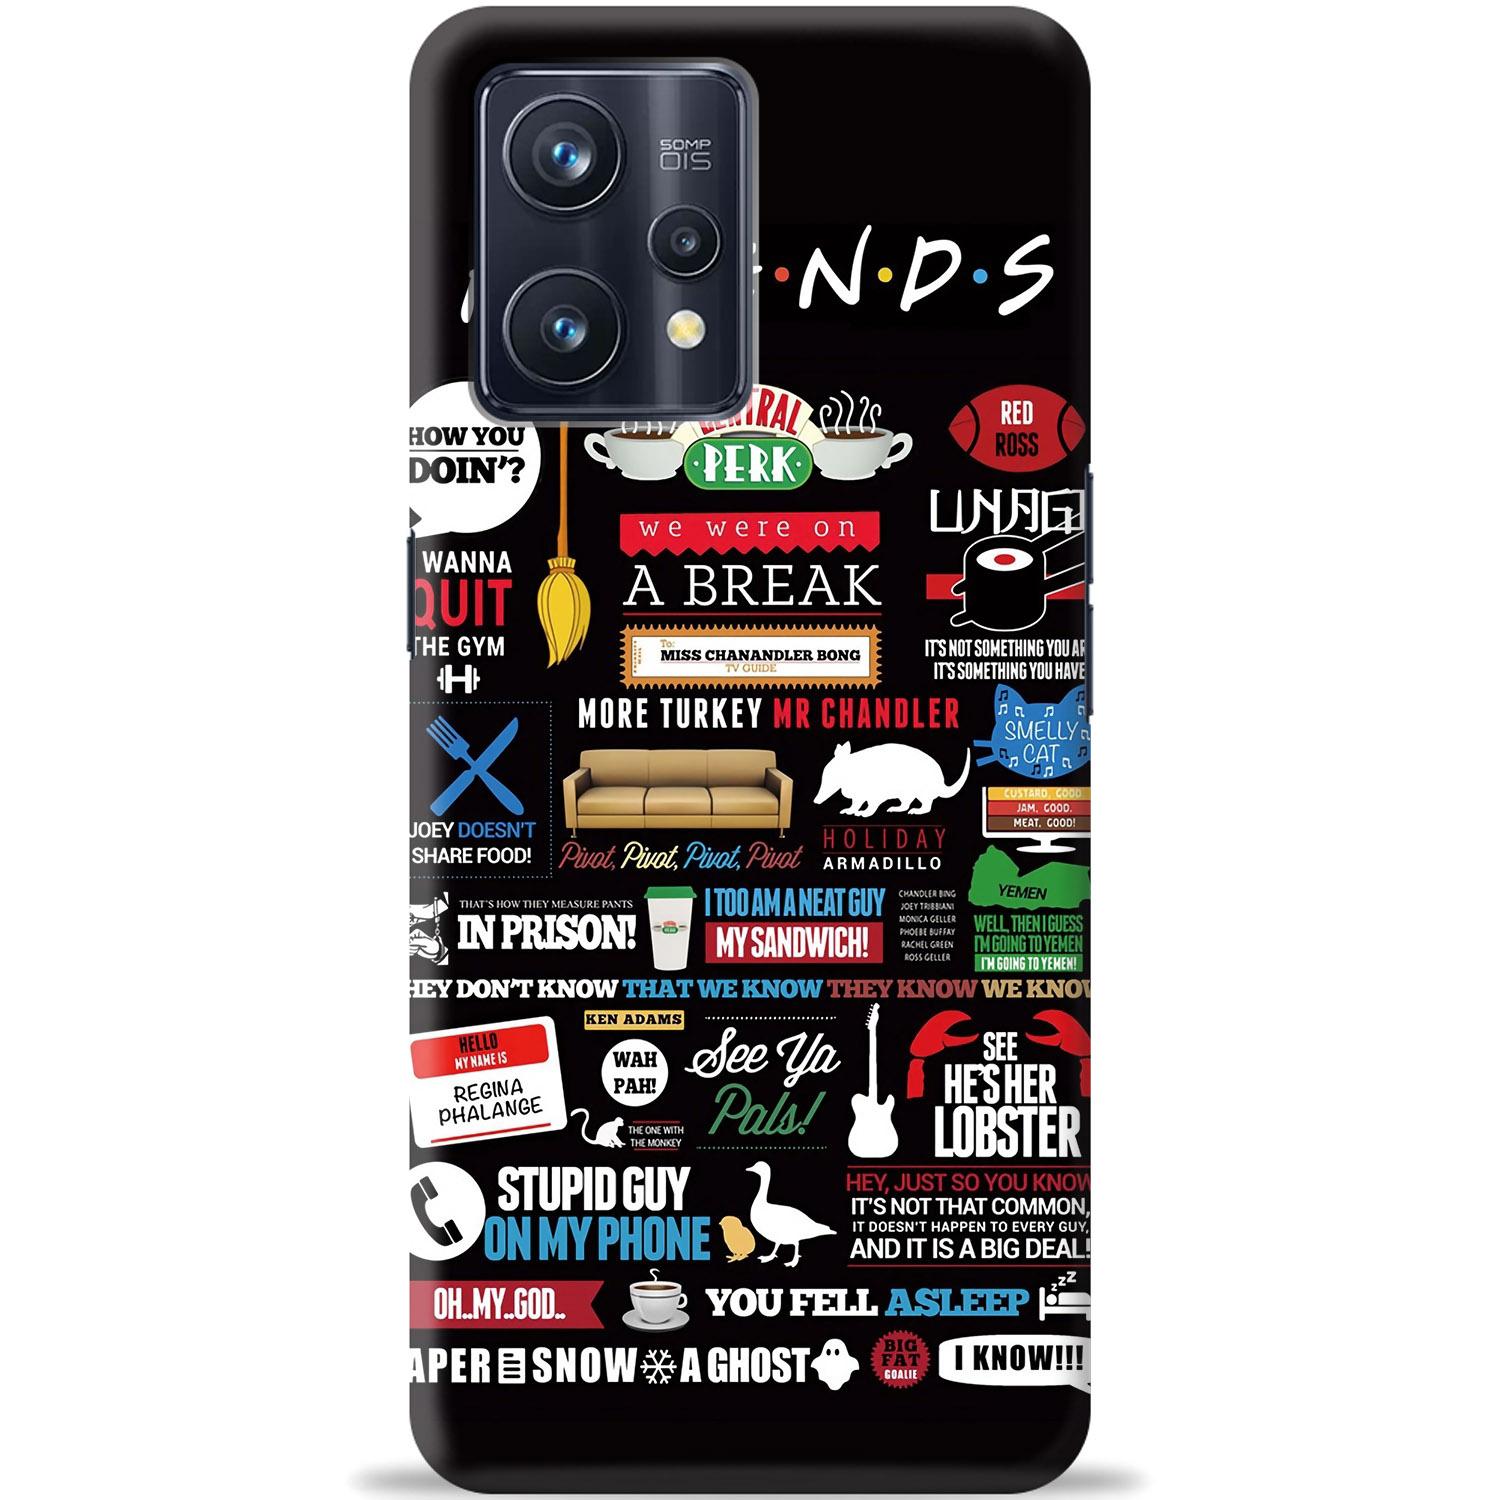 50MP
OIS
·N·D·S
HOW YOU
DOIN'?
CENTRAL
PERK
RED
ROSS
UNAGI
we were on
A BREAK
WANNA
QUIT
THE GYM
To:
MISS CHANANDLER BONG
TV GUIDE
IT'S NOT SOMETHING YOU AR
IT'S SOMETHING YOU HAVE
MORE TURKEY MR CHANDLER
SMELLY
CAT
CUSTARD, GOOD.
JAM, GOOD.
MEAT, GOOD!
JOEY DOESN'T
SHARE FOOD!
Pivot, Pivot, Pivot, Pivot
HOLIDAY
ARMADILLO
YEMEN
WELL, THEN I GUESS
I'M GOING TO YEMEN
I'M GOING TO YEMEN!
THAT'S HOW THEY MEASURE PANTS
IN PRISON!
I TOO AM A NEAT GUY
MY SANDWICH!
CHANDLER BING
JOEY TRIBBIANI
MONICA GELLER
PHOEBE BUFFAY
RACHEL GREEN
ROSS GELLER
HEY DON'T KNOW THAT WE KNOW THEY KNOW WE KNOW
KEN ADAMS
HELLO
MY NAME IS
REGINA
PHALANGE
WAH
PAH!
THE ONE WITH
THE MONKEY
See Ya
Pals!
SEE
HE'S HER
LOBSTER
STUPID GUY
ON MY PHONE
HEY, JUST SO YOU KNOW
IT'S NOT THAT COMMON,
IT DOESN'T HAPPEN TO EVERY GUY,
AND IT IS A BIG DEAL!
OH..MY..GOD..
YOU FELL ASLEEP
zzz
APER SNOW A GHOST
BIG
FAT
GOALIE
I KNOW!!!